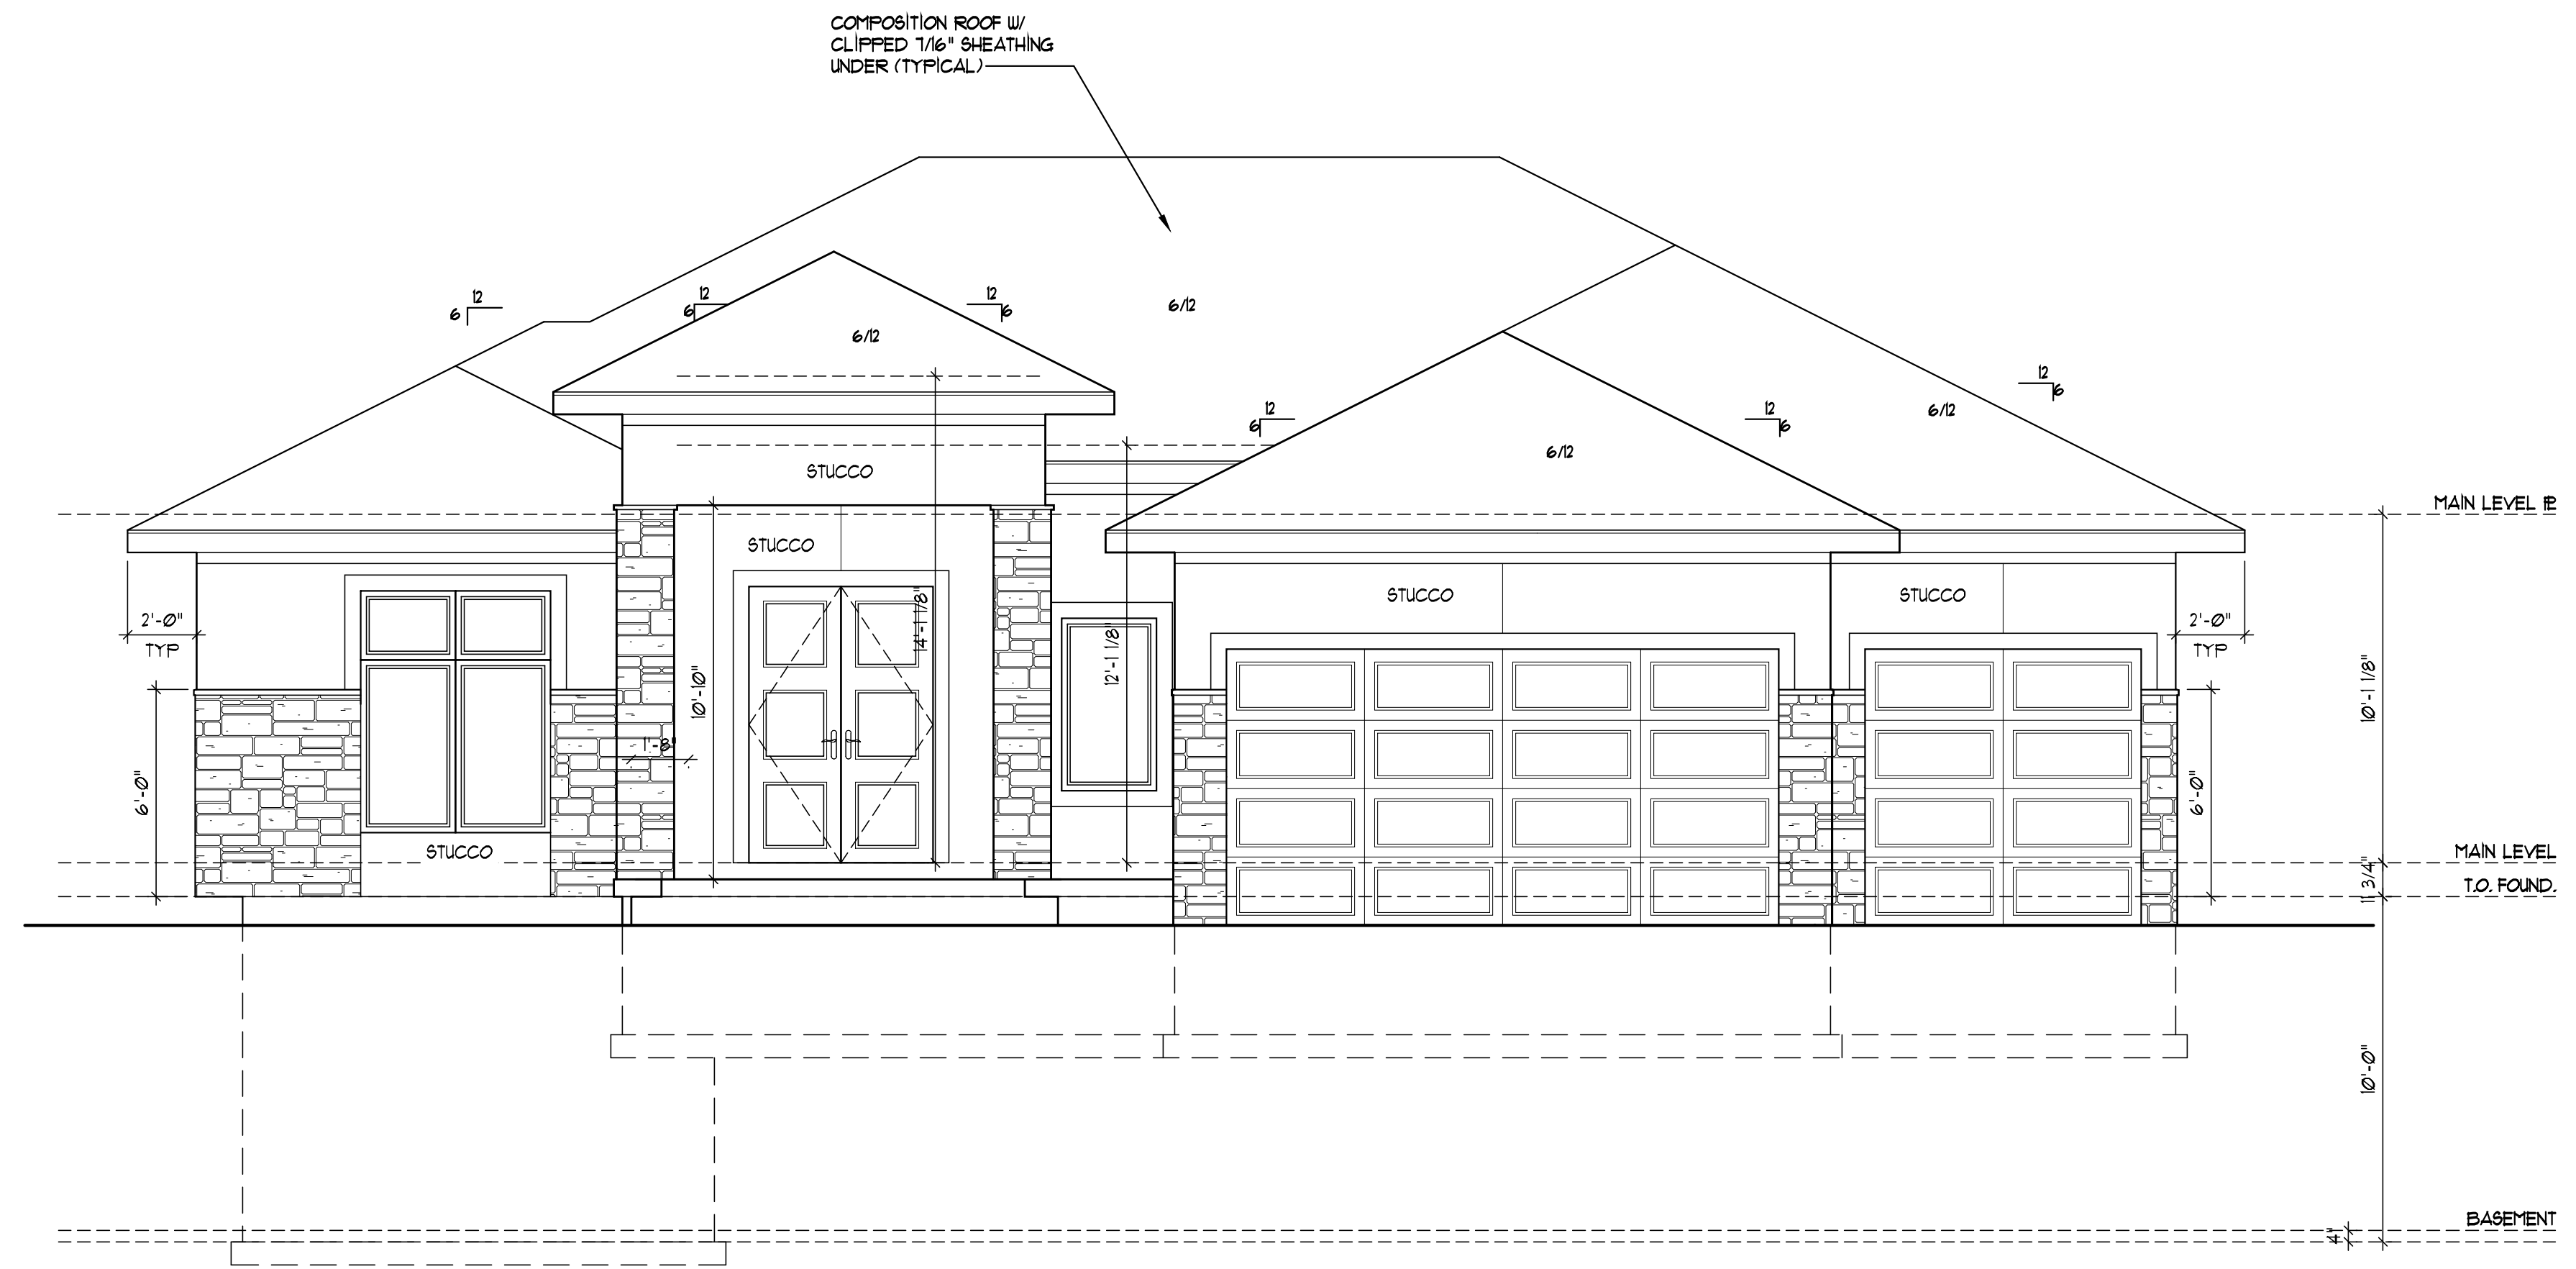 COMPOSITION ROOF W/
CLIPPED 7/16" SHEATHING
UNDER (TYPICAL)
12
6
12
6
12
6
6/12
6/12
12
6
12
6
12
6
6/12
6/12
STUCCO
MAIN LEVEL PL
STUCCO
STUCCO
STUCCO
2'-0"
TYP
2'-0"
TYP
14'-1 1/8"
12'-1 1/8"
10'-10"
10'-1 1/8"
1'-8"
6'-0"
6'-0"
STUCCO
MAIN LEVEL
T.O. FOUND.
10'-0"
BASEMENT
4"